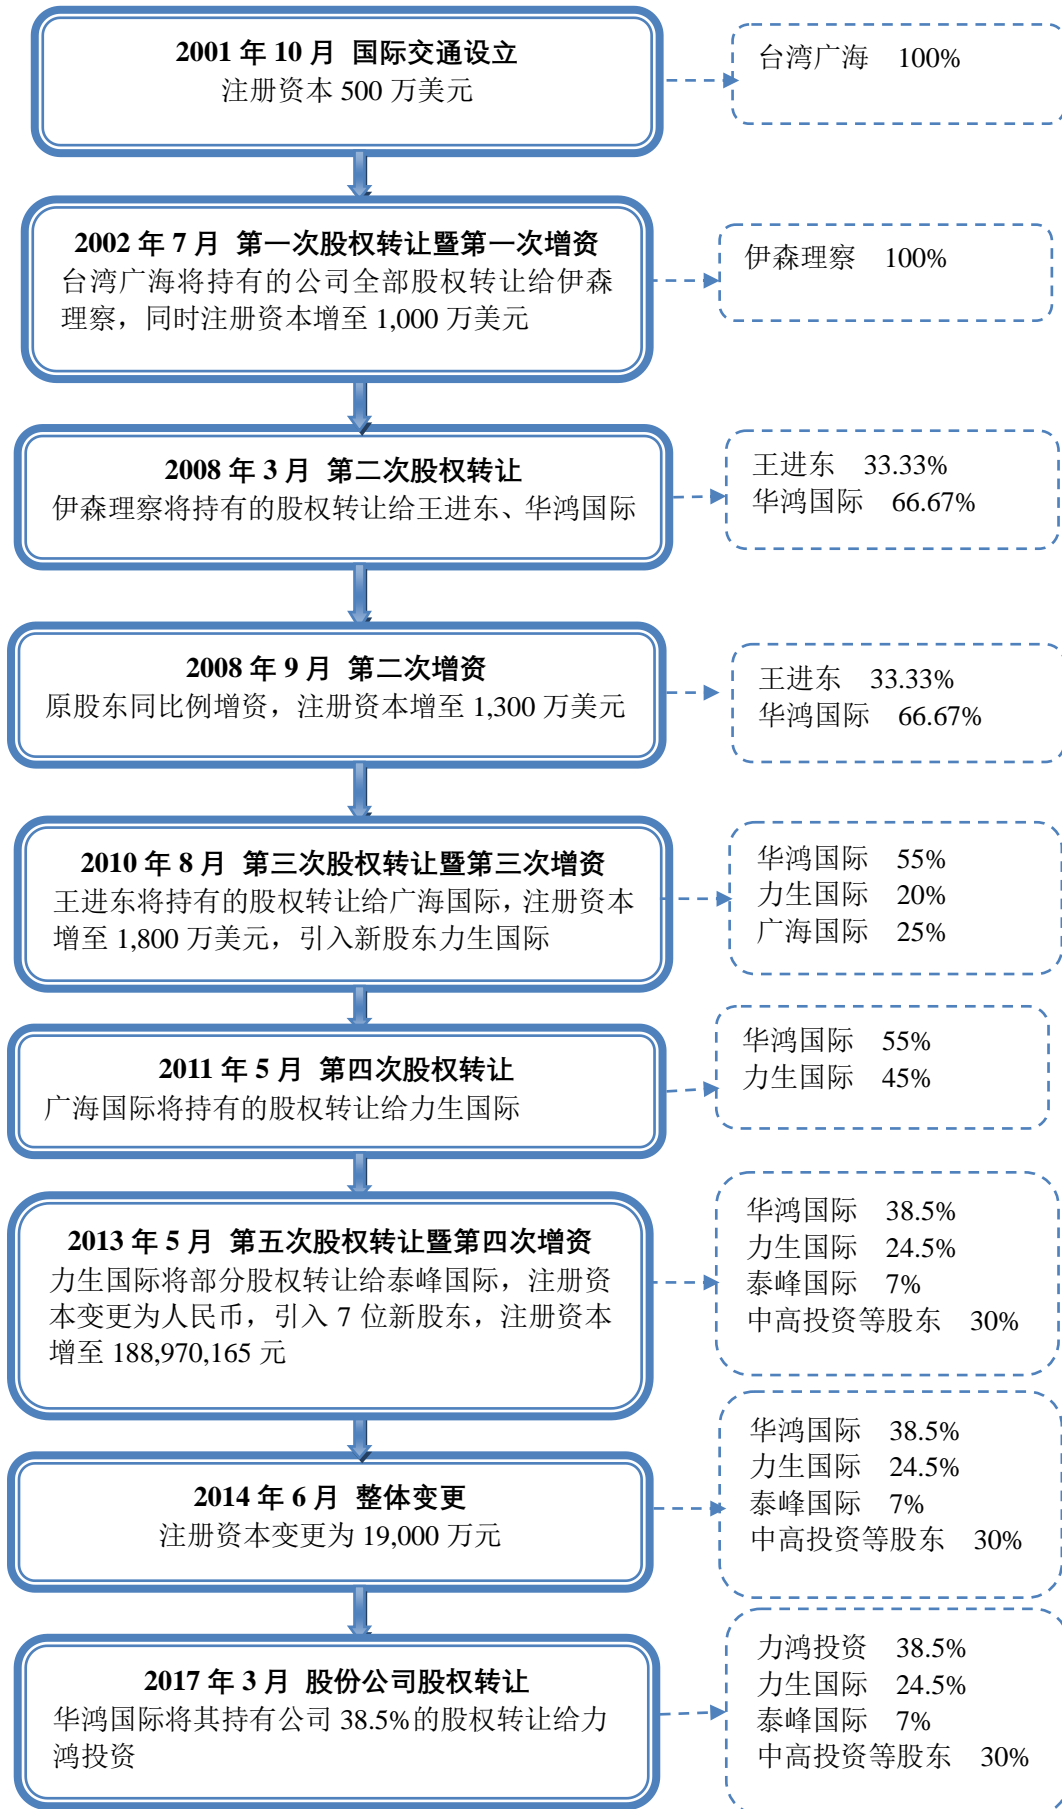 2001 年 10 月  国际交通设立
注册资本 500 万美元
台湾广海    100%
2002 年 7 月  第一次股权转让暨第一次增资
台湾广海将持有的公司全部股权转让给伊森
理察，同时注册资本增至 1,000 万美元
伊森理察    100%
2008 年 3 月  第二次股权转让
伊森理察将持有的股权转让给王进东、华鸿国际
王进东    33.33%
华鸿国际    66.67%
2008 年 9 月  第二次增资
原股东同比例增资，注册资本增至 1,300 万美元
王进东    33.33%
华鸿国际    66.67%
2010 年 8 月  第三次股权转让暨第三次增资
王进东将持有的股权转让给广海国际，注册资本
增至 1,800 万美元，引入新股东力生国际
华鸿国际    55%
力生国际    20%
广海国际    25%
2011 年 5 月  第四次股权转让
广海国际将持有的股权转让给力生国际
华鸿国际    55%
力生国际    45%
2013 年 5 月  第五次股权转让暨第四次增资
力生国际将部分股权转让给泰峰国际，注册资
本变更为人民币，引入 7 位新股东，注册资本
增至 188,970,165 元
华鸿国际    38.5%
力生国际    24.5%
泰峰国际    7%
中高投资等股东    30%
2014 年 6 月  整体变更
注册资本变更为 19,000 万元
华鸿国际    38.5%
力生国际    24.5%
泰峰国际    7%
中高投资等股东    30%
2017 年 3 月  股份公司股权转让
华鸿国际将其持有公司 38.5%的股权转让给力
鸿投资
力鸿投资    38.5%
力生国际    24.5%
泰峰国际    7%
中高投资等股东    30%